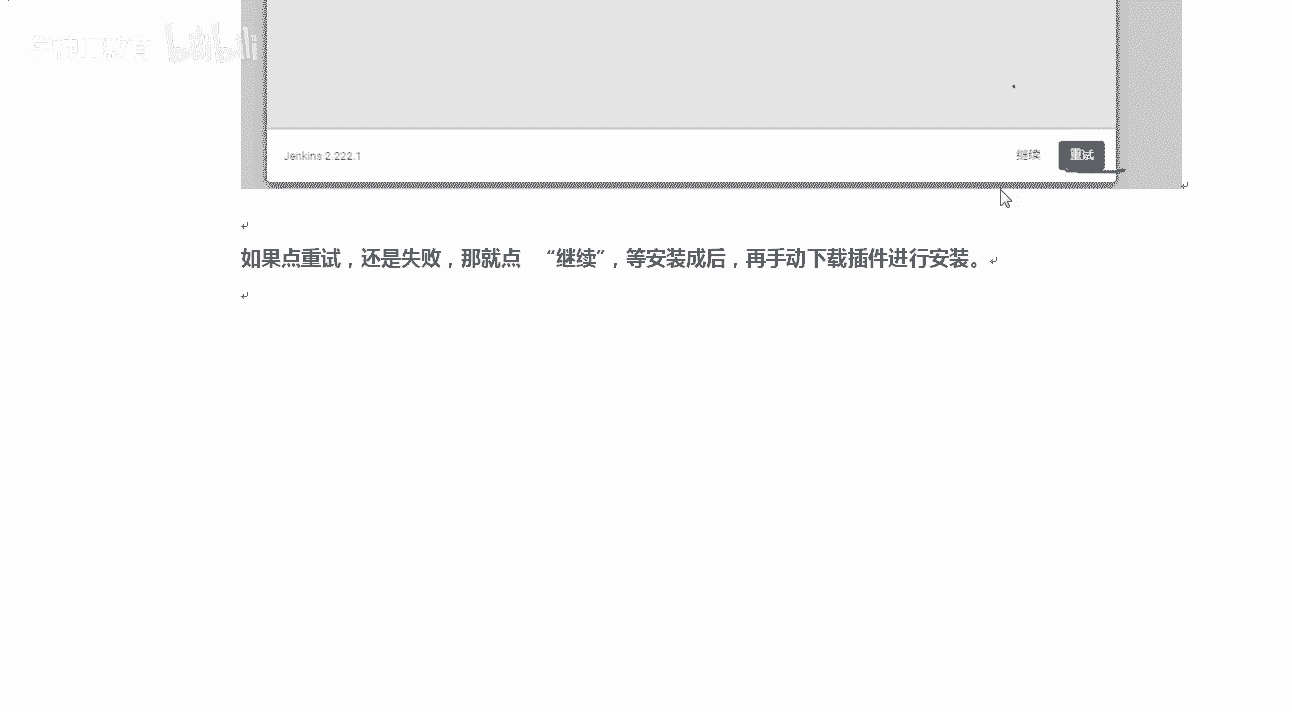 bilibili
Jenkins 2.222.1
继续
重试
如果点重试，还是失败，那就点 “继续”，等安装成后，再手动下载插件进行安装。